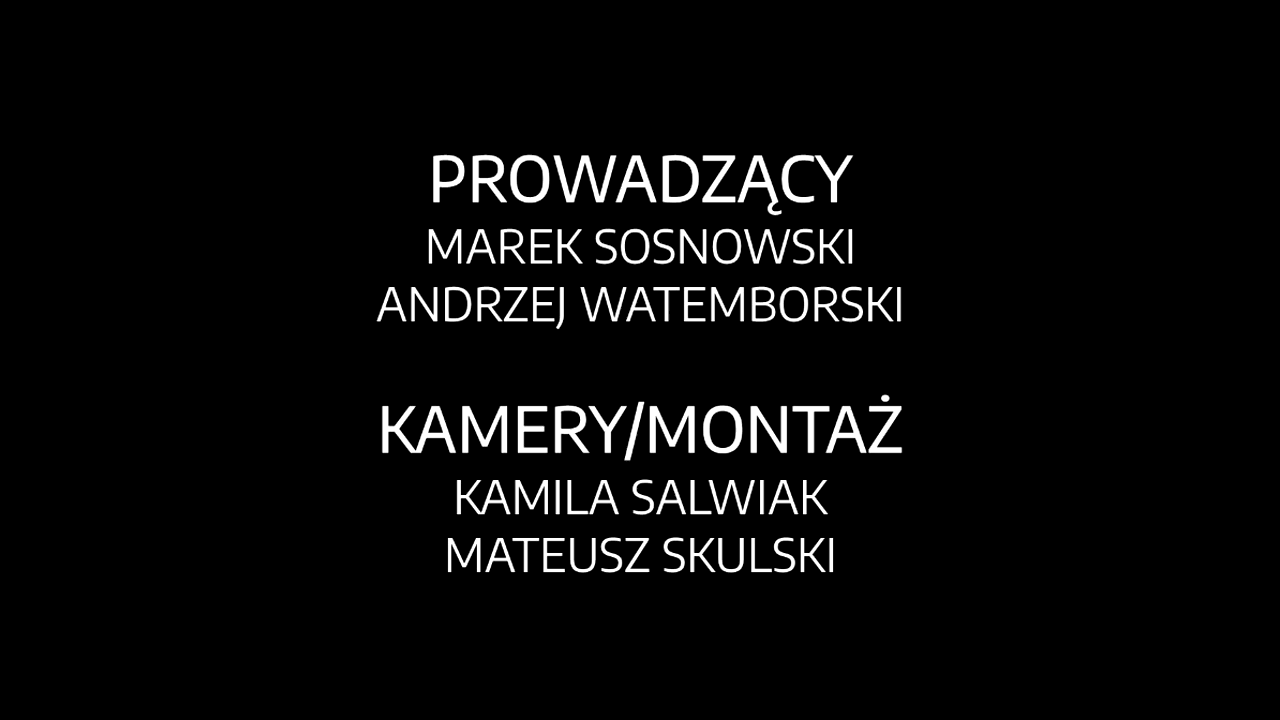 PROWADZĄCY
MAREK SOSNOWSKI
ANDRZEJ WATEMBORSKI
KAMERY/MONTAŻ
KAMILA SALWIAK
MATEUSZ SKULSKI